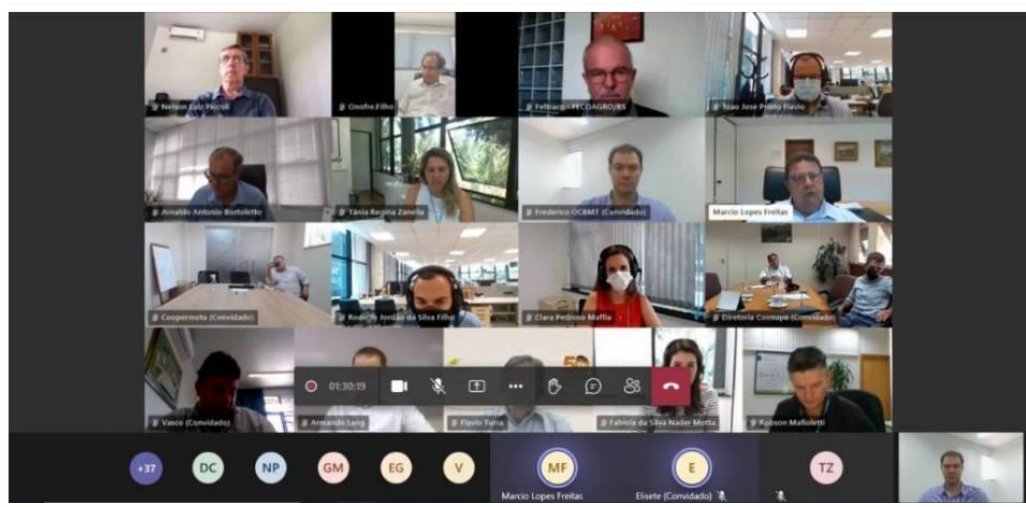 Nelson Luiz Piccoli
Onofre Filho
Feltraco - FECOAGRO/RS
Joao Jose Prieto Flavio
Arnaldo Antonio Bortoletto
Tânia Regina Zanella
Frederico OCBMT (Convidado)
Marcio Lopes Freitas
Coopermota (Convidado)
Rodolfo Jordão da Silva Filho
Clara Pedroso Maffia
Diretoria Cooxupé (Convidado)
01:30:19
Vasco (Convidado)
Armando Lang
Flavio Turra
Fabíola da Silva Nader Motta
Robson Mafioletti
+37
DC
NP
GM
EG
V
MF
E
TZ
Marcio Lopes Freitas
Elisete (Convidado)